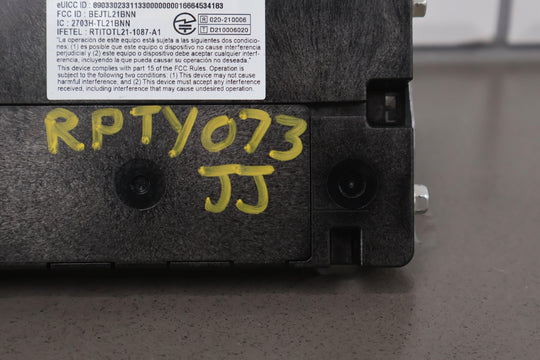 eUICC ID : 89033023311330000000016664534183
FCC ID : BEJTL21BNN
IC : 2703H-TL21BNN
IFETEL : RTITOTL21-1087-A1
R 020-210006
T D210006020
"La operación de este equipo está sujeta a las siguientes dos condicio-
nes: (1) es posible que este equipo o dispositivo no cause interferencia
perjudicial y (2) este equipo o dispositivo debe aceptar cualquier
interferencia, incluyendo la que pueda causar su operación no deseada."
This device complies with part 15 of the FCC Rules. Operation is
subject to the following two conditions: (1) This device may not cause
harmful interference, and (2) This device must accept any interference
received, including interference that may cause undesired operation.
RPTY073
JJ